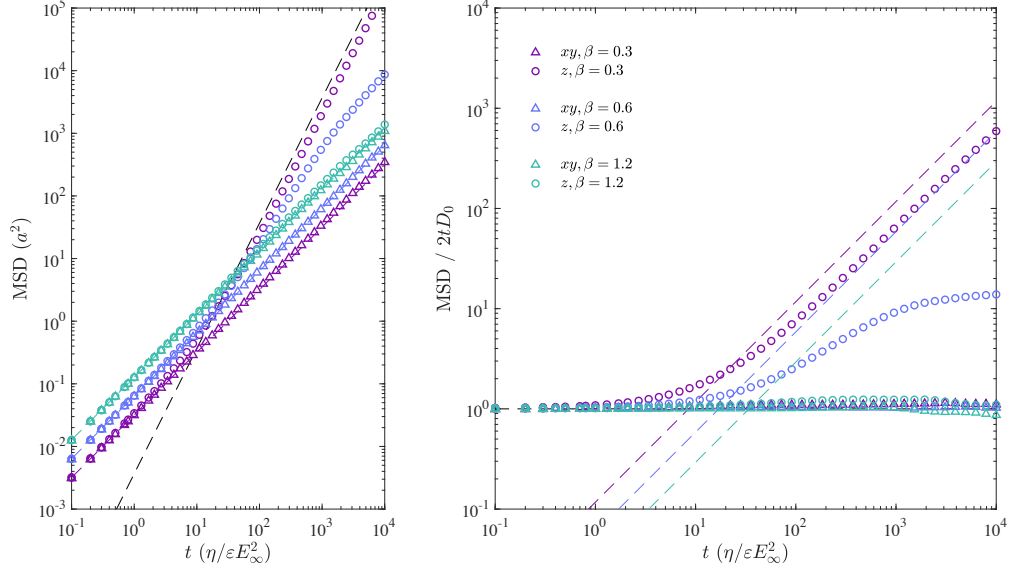 10^5
10^4
10^3
10^2
10^1
10^0
10^-1
10^-2
10^-3
MSD (a^2)
10^-1 10^0 10^1 10^2 10^3 10^4
t (η/εE_∞^2)
10^4
10^3
10^2
10^1
10^0
10^-1
MSD / 2tD_0
xy, β = 0.3
z, β = 0.3
xy, β = 0.6
z, β = 0.6
xy, β = 1.2
z, β = 1.2
10^-1 10^0 10^1 10^2 10^3 10^4
t (η/εE_∞^2)